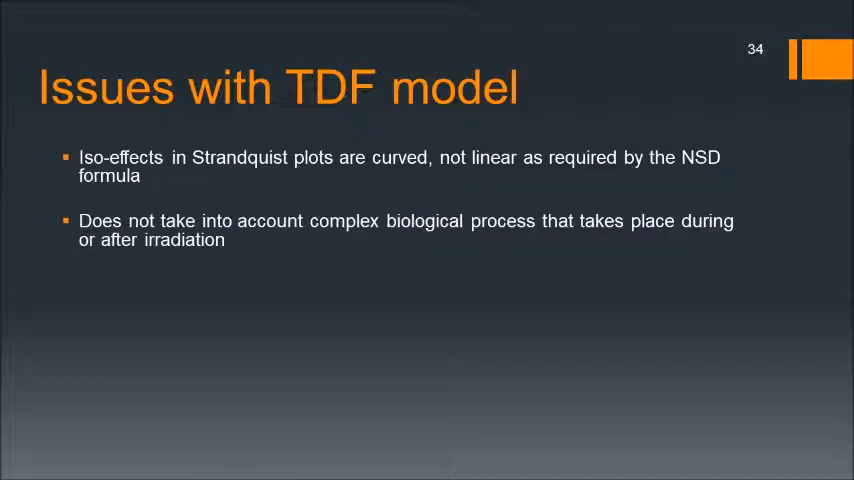 34
Issues with TDF model
Iso-effects in Strandquist plots are curved, not linear as required by the NSD
formula
Does not take into account complex biological process that takes place during
or after irradiation